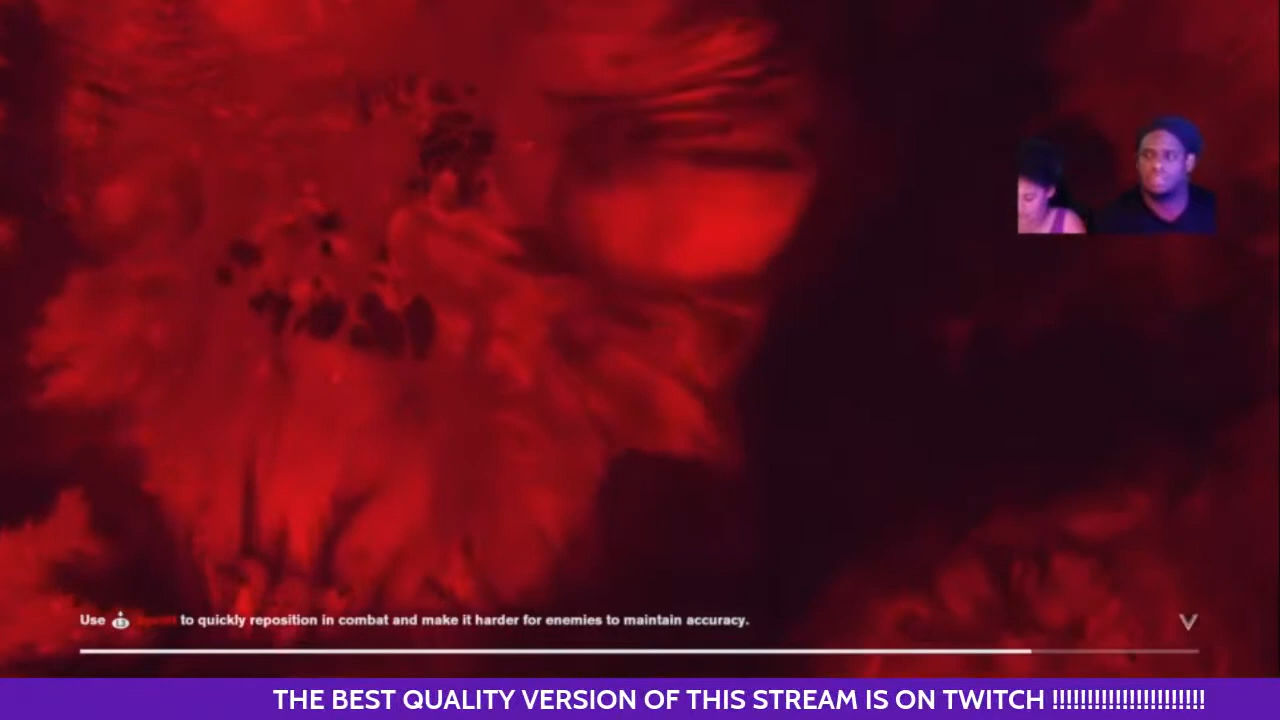 Use to quickly reposition in combat and make it harder for enemies to maintain accuracy.
THE BEST QUALITY VERSION OF THIS STREAM IS ON TWITCH !!!!!!!!!!!!!!!!!!!!!!